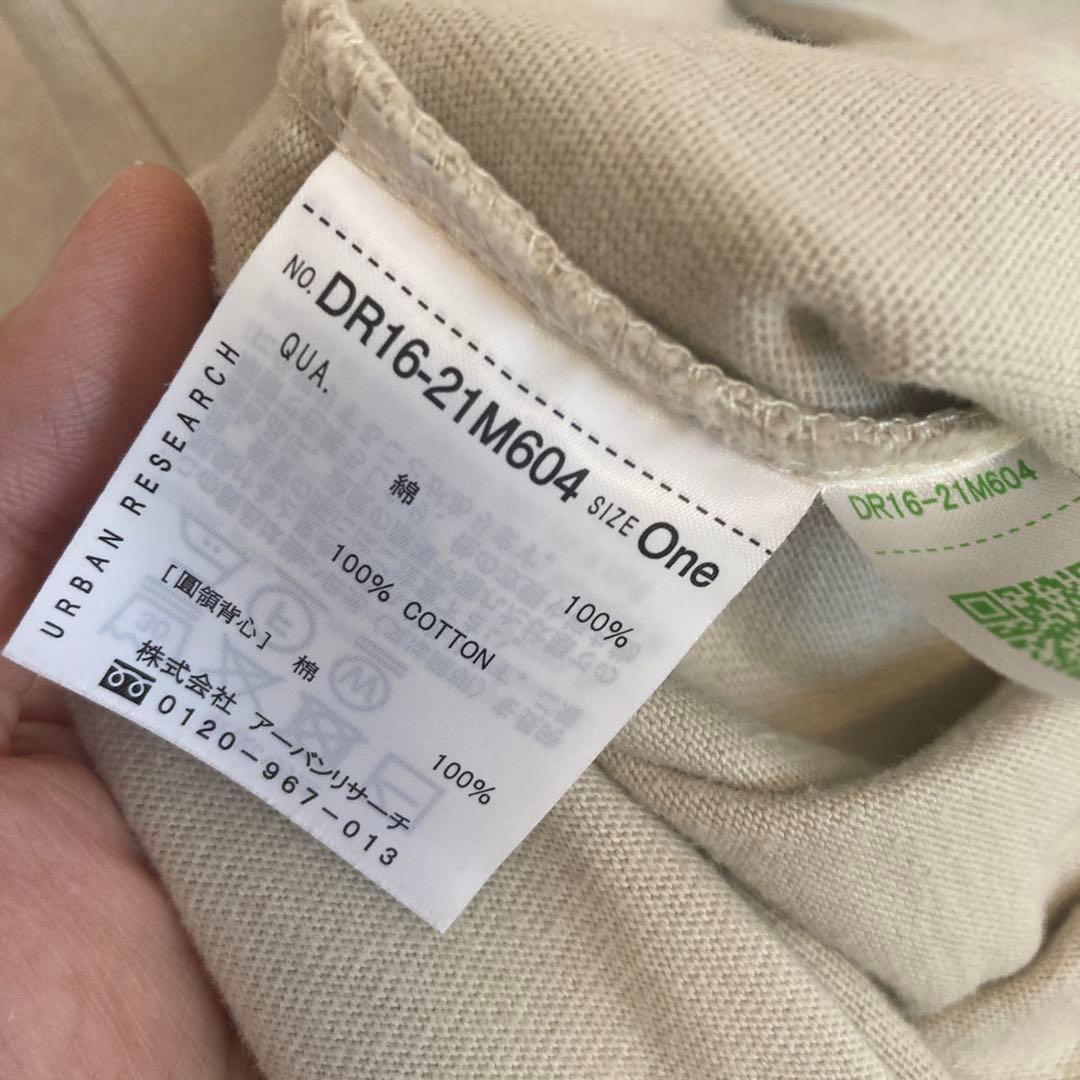 NO. DR16-21M604 SIZE One
QUA.
綿 100%
100% COTTON
[圓領背心] 棉 100%
株式会社 アーバンリサーチ
0120-967-013
URBAN RESEARCH
DR16-21M604